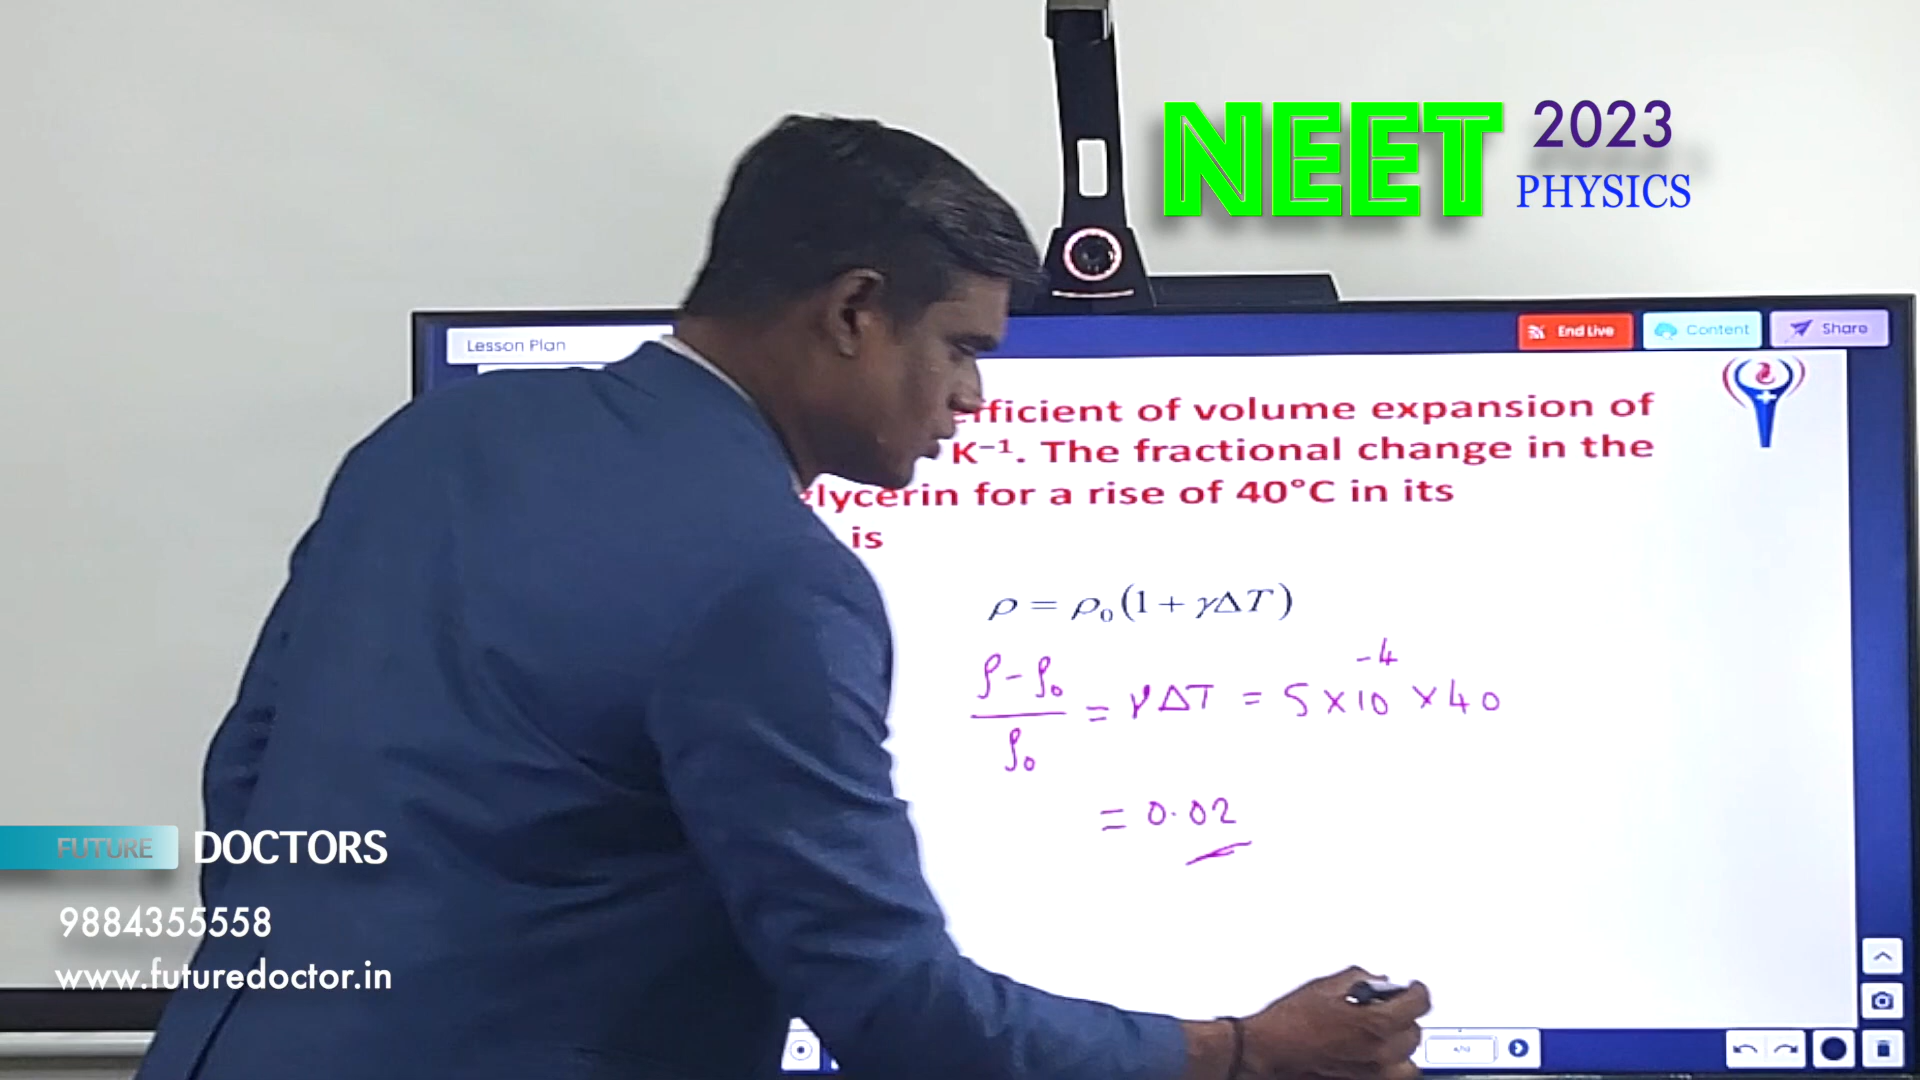 NEET 2023
PHYSICS
Lesson Plan
End Live
Content
Share
efficient of volume expansion of
K⁻¹. The fractional change in the
glycerin for a rise of 40°C in its
is
ρ = ρ₀(1 + γΔT)
ρ - ρ₀ / ρ₀ = γΔT = 5 × 10⁻⁴ × 40
= 0.02
FUTURE DOCTORS
9884355558
www.futuredoctor.in